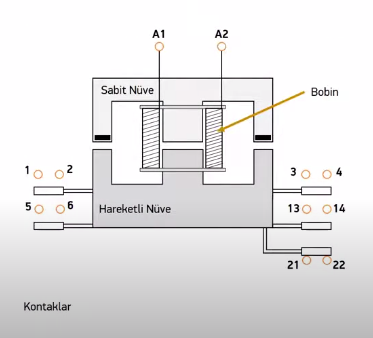 A1 A2
Sabit Nüve
Bobin
1 2 3 4
5 6 13 14
Hareketli Nüve
21 22
Kontaklar